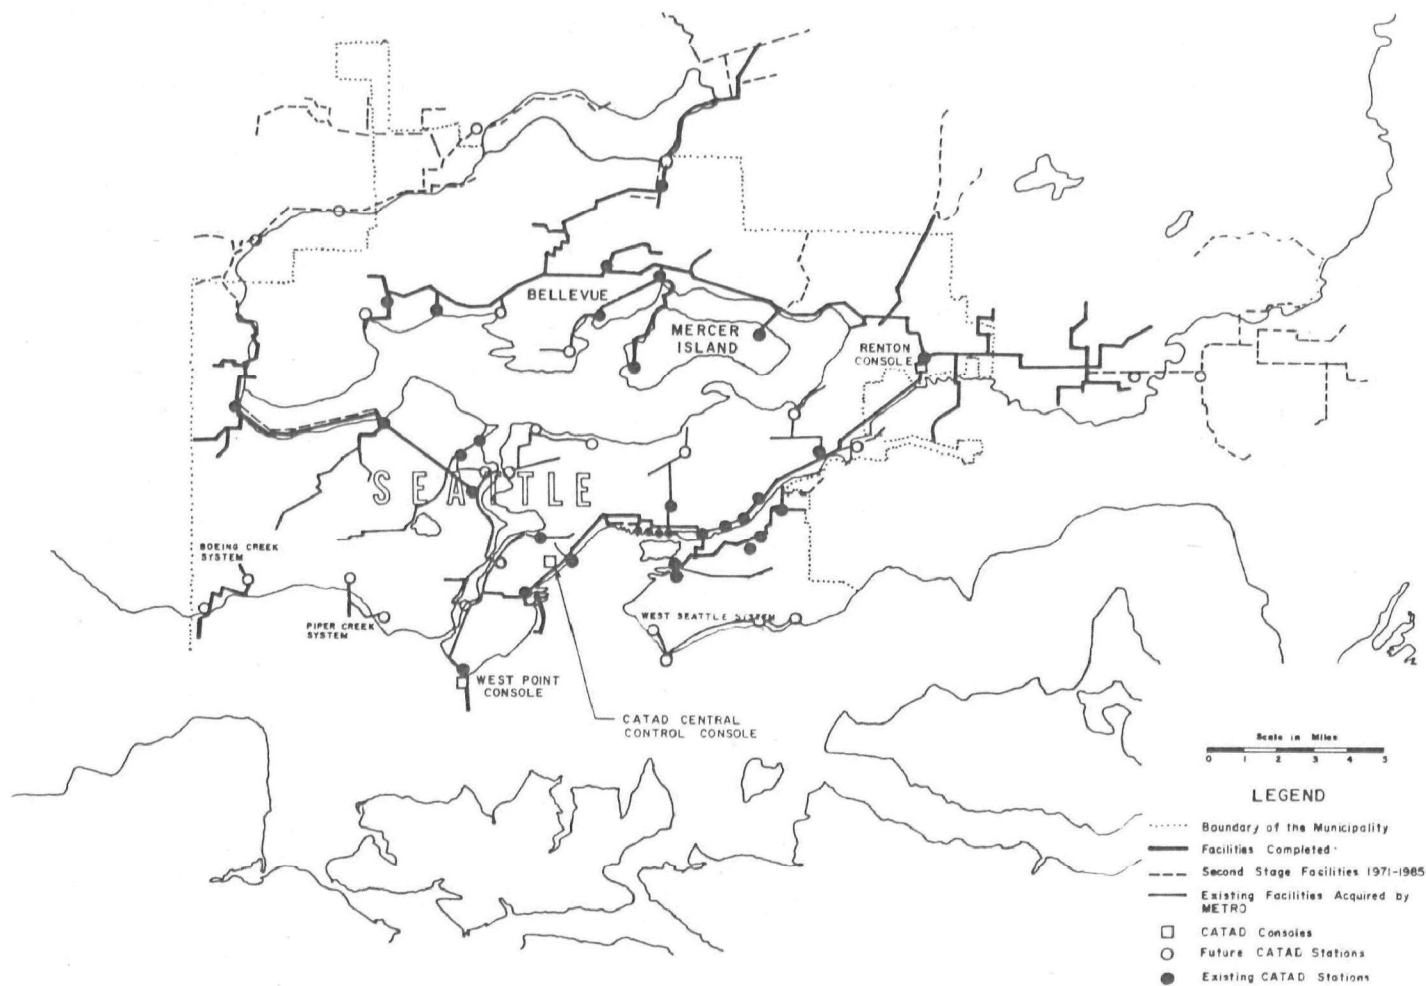 BELLEVUE
MERCER
ISLAND
RENTON
CONSOLE
SEATTLE
BOEING CREEK
SYSTEM
PIPER CREEK
SYSTEM
WEST SEATTLE SYSTEM
WEST POINT
CONSOLE
CATAD CENTRAL
CONTROL CONSOLE
Scale in Miles
0 1 2 3 4 5
LEGEND
Boundary of the Municipality
Facilities Completed
Second Stage Facilities 1971-1985
Existing Facilities Acquired by
METRO
CATAD Consoles
Future CATAD Stations
Existing CATAD Stations